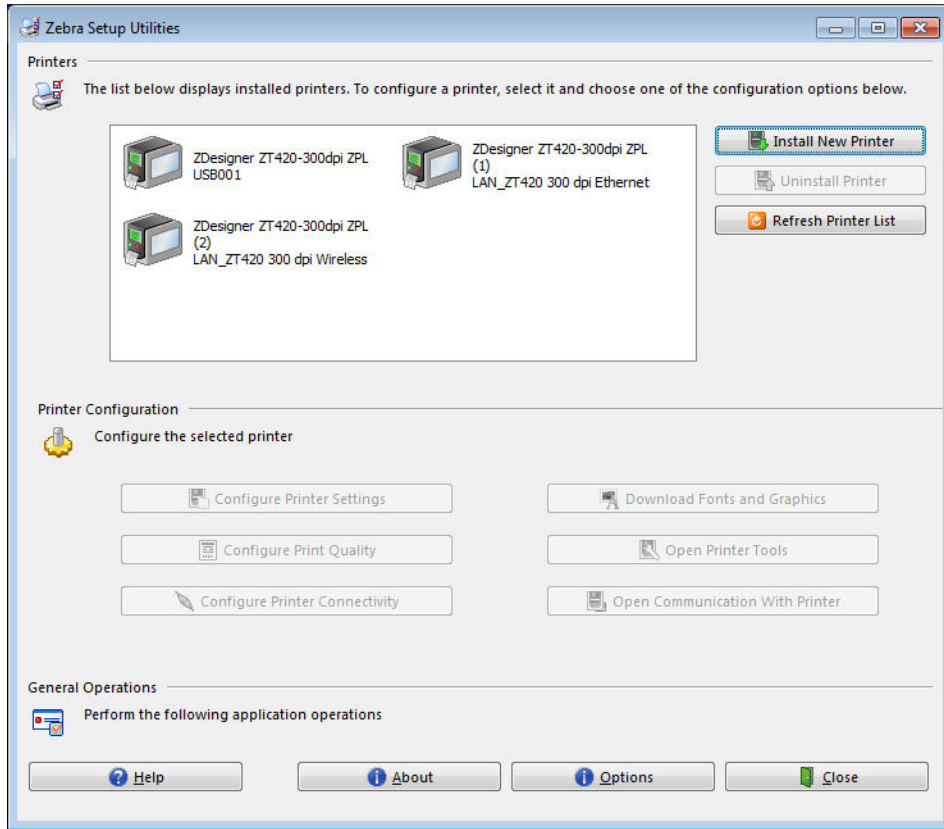 Zebra Setup Utilities
Printers
The list below displays installed printers. To configure a printer, select it and choose one of the configuration options below.
ZDesigner ZT420-300dpi ZPL
USB001
ZDesigner ZT420-300dpi ZPL
(1)
LAN_ZT420 300 dpi Ethernet
ZDesigner ZT420-300dpi ZPL
(2)
LAN_ZT420 300 dpi Wireless
Install New Printer
Uninstall Printer
Refresh Printer List
Printer Configuration
Configure the selected printer
Configure Printer Settings
Download Fonts and Graphics
Configure Print Quality
Open Printer Tools
Configure Printer Connectivity
Open Communication With Printer
General Operations
Perform the following application operations
Help
About
Options
Close